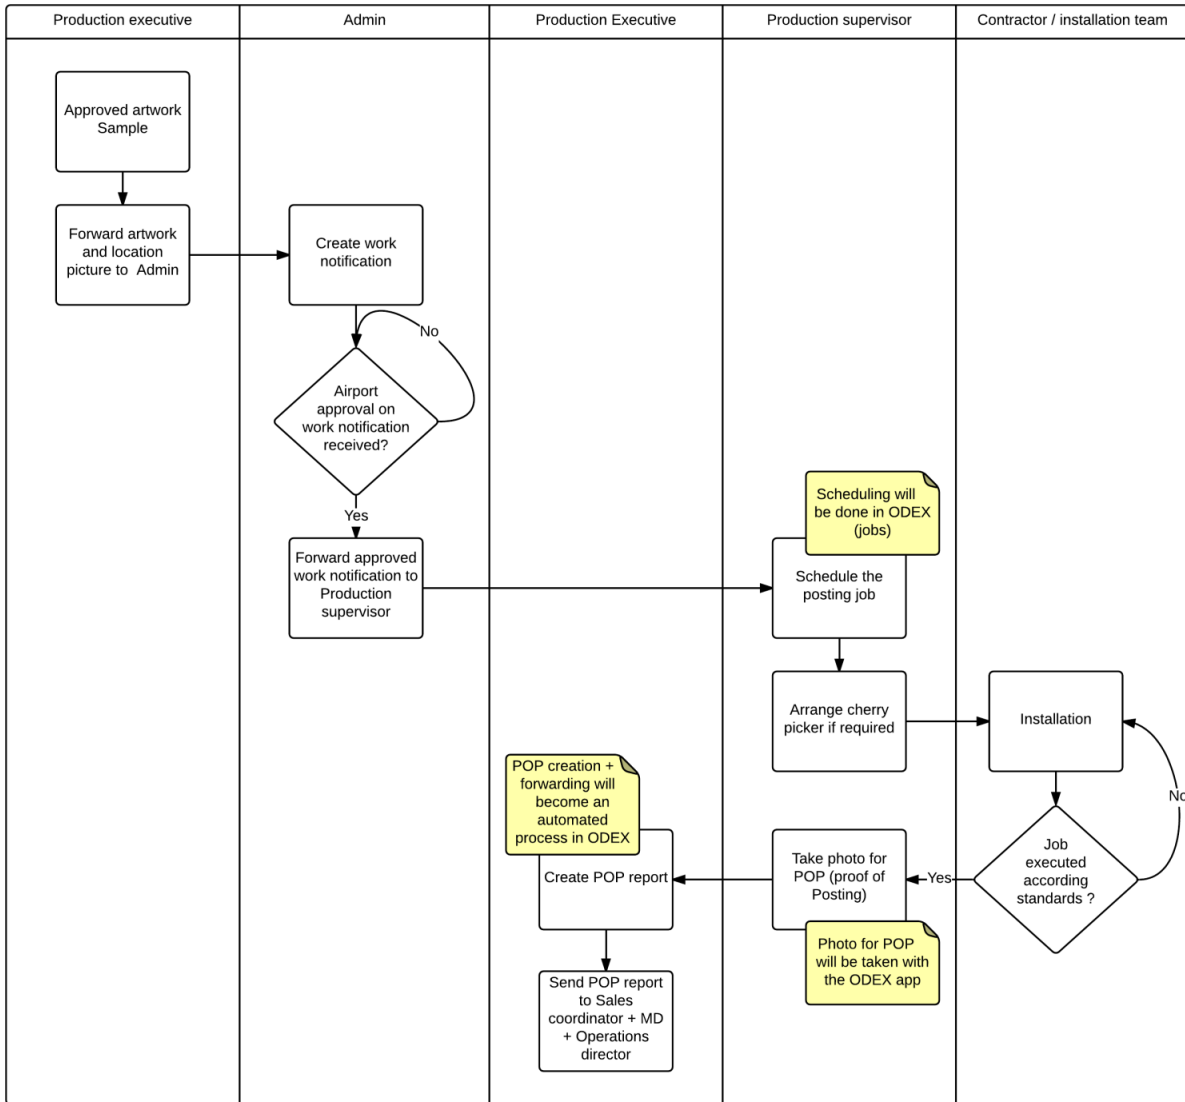 Production executive
Admin
Production Executive
Production supervisor
Contractor / installation team
Approved artwork
Sample
Forward artwork
and location
picture to  Admin
Create work
notification
No
Airport
approval on
work notification
received?
Yes
Forward approved
work notification to
Production
supervisor
Scheduling will
be done in ODEX
(jobs)
Schedule the
posting job
Arrange cherry
picker if required
Installation
No
Job
executed
according
standards ?
Yes
Take photo for
POP (proof of
Posting)
Photo for POP
will be taken with
the ODEX app
POP creation +
forwarding will
become an
automated
process in ODEX
Create POP report
Send POP report
to Sales
coordinator + MD
+ Operations
director